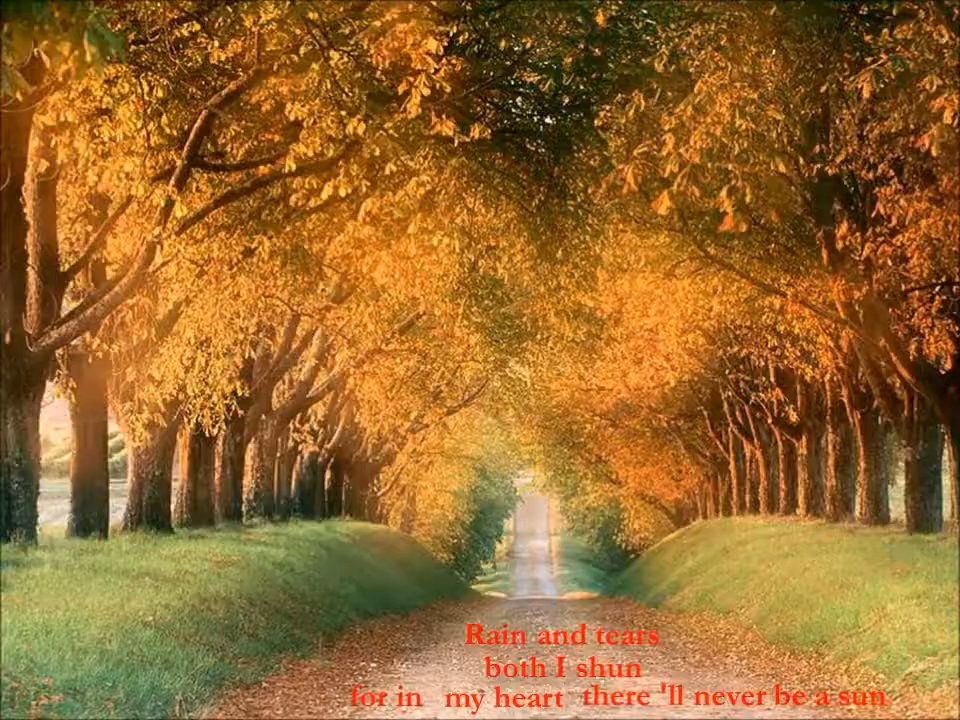 Rain and tears
both I shun
for in my heart there 'll never be a sun